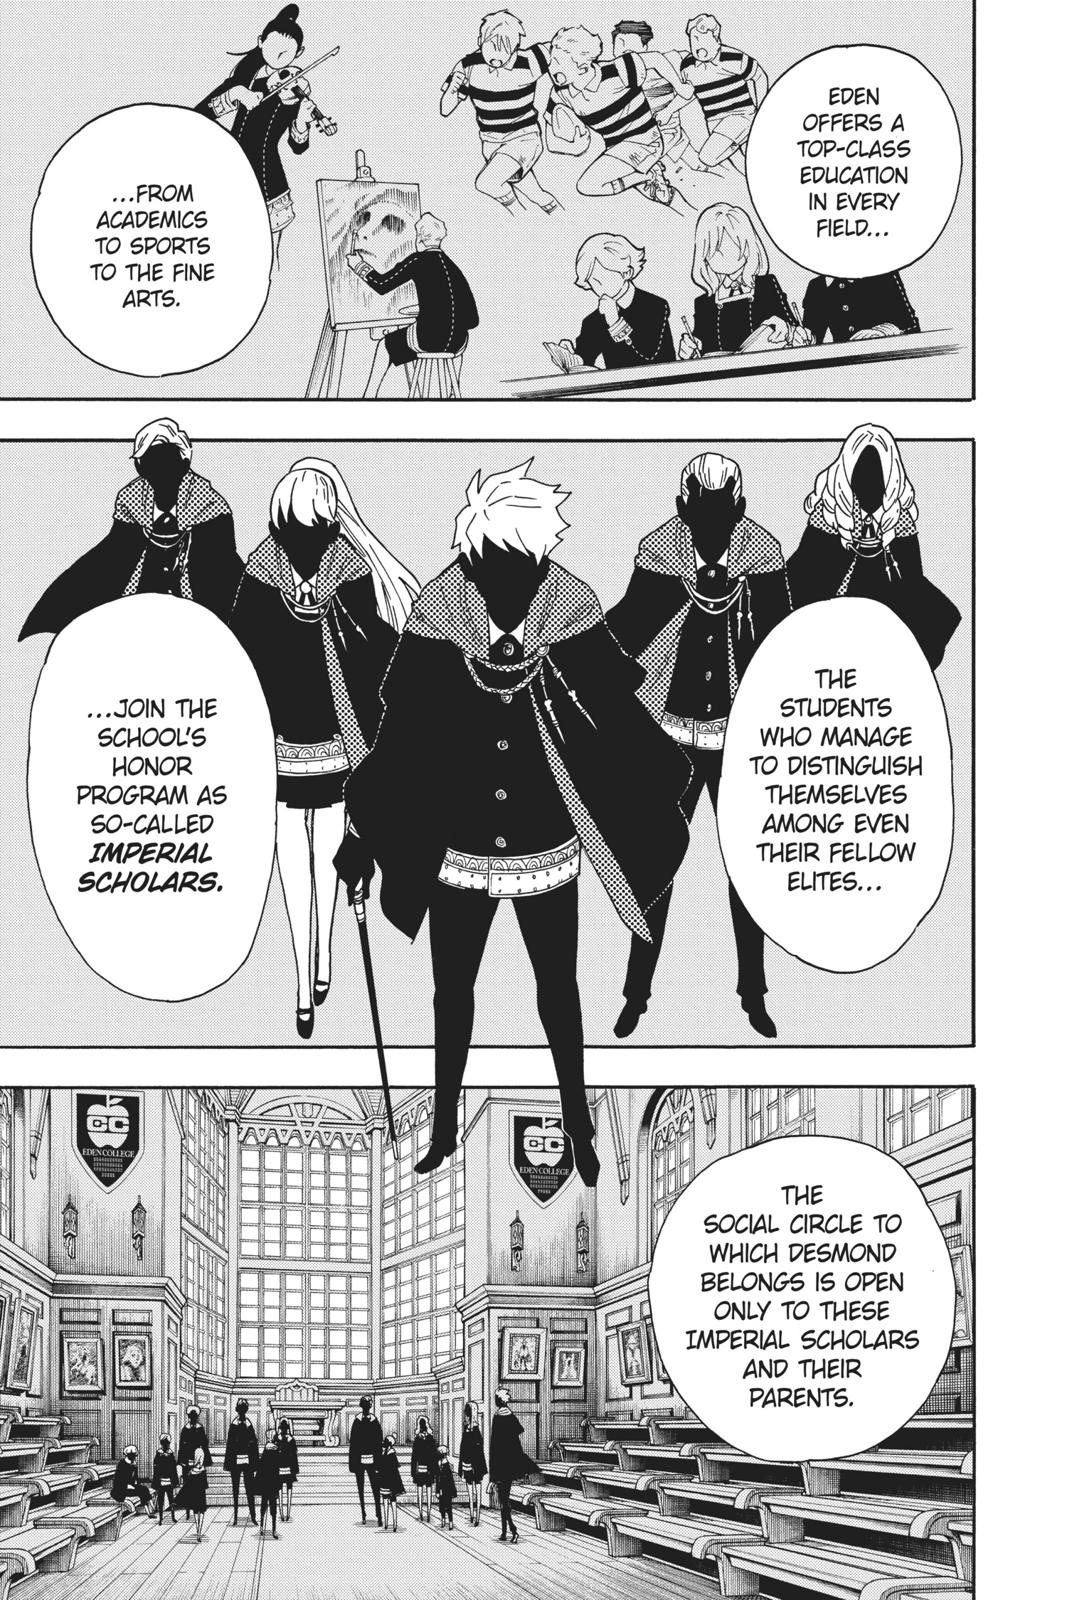 EDEN
OFFERS A
TOP-CLASS
EDUCATION
IN EVERY
FIELD...
...FROM
ACADEMICS
TO SPORTS
TO THE FINE
ARTS.
THE
STUDENTS
WHO MANAGE
TO DISTINGUISH
THEMSELVES
AMONG EVEN
THEIR FELLOW
ELITES...
...JOIN THE
SCHOOL'S
HONOR
PROGRAM AS
SO-CALLED
IMPERIAL
SCHOLARS.
EC
EDEN COLLEGE
EC
EDEN COLLEGE
THE
SOCIAL CIRCLE TO
WHICH DESMOND
BELONGS IS OPEN
ONLY TO THESE
IMPERIAL SCHOLARS
AND THEIR
PARENTS.